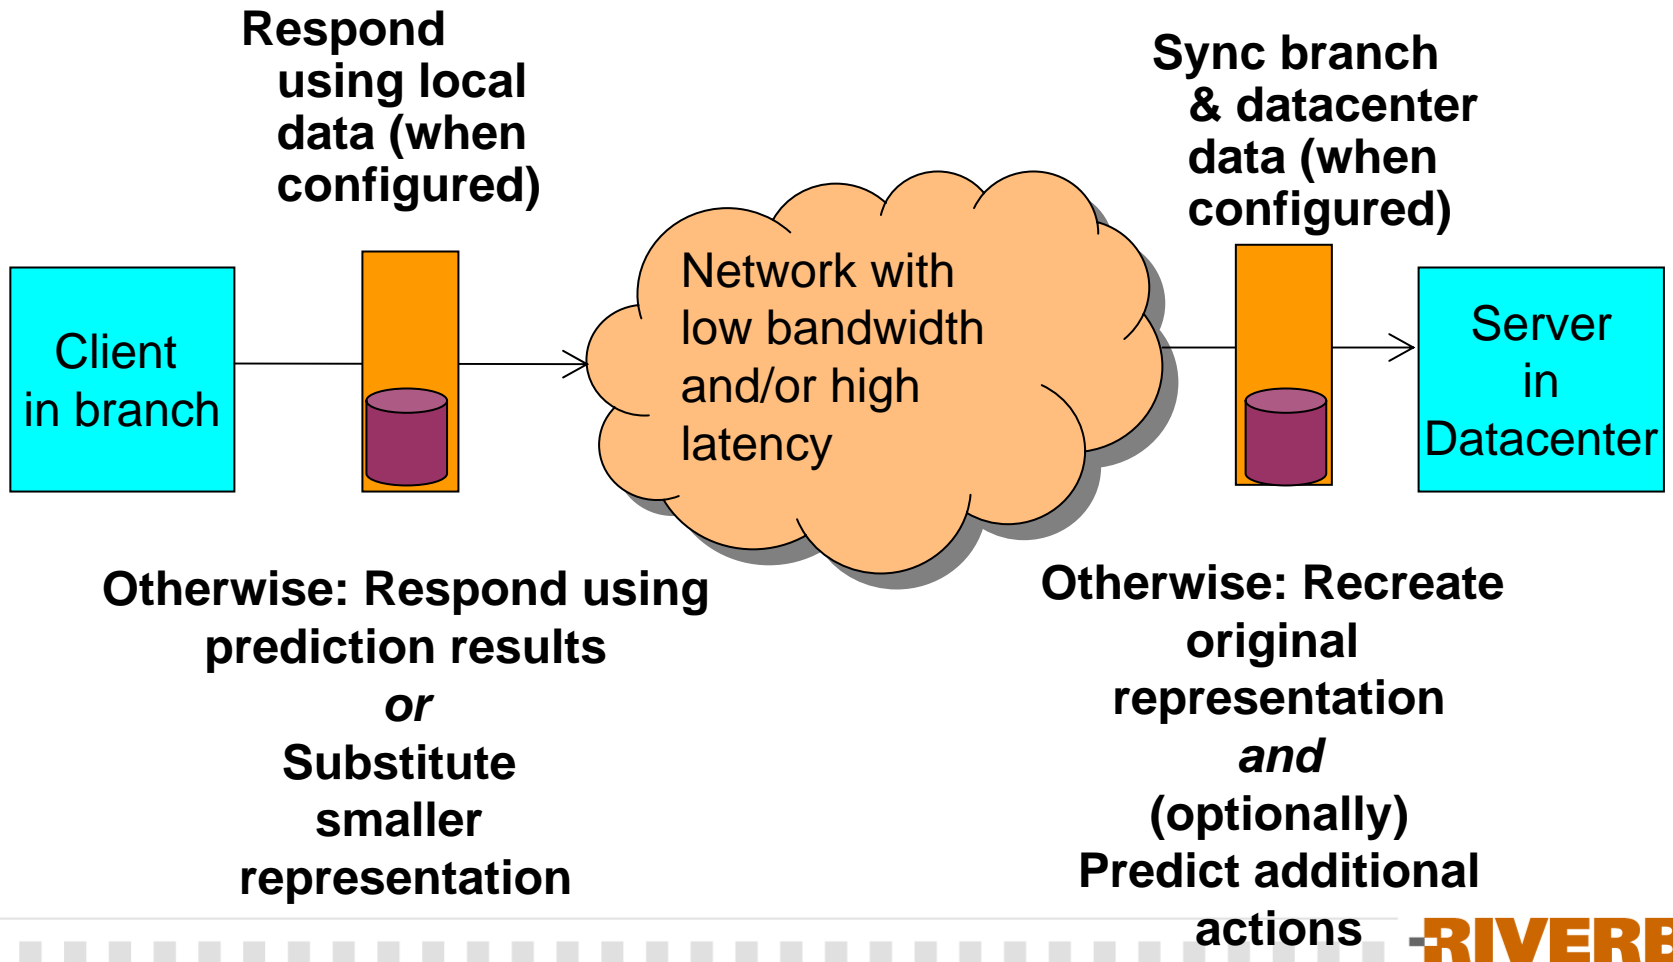 Respond
using local
data (when
configured)
Sync branch
& datacenter
data (when
configured)
Client
in branch
Network with
low bandwidth
and/or high
latency
Server
in
Datacenter
Otherwise: Respond using
prediction results
or
Substitute
smaller
representation
Otherwise: Recreate
original
representation
and
(optionally)
Predict additional
actions
RIVERB